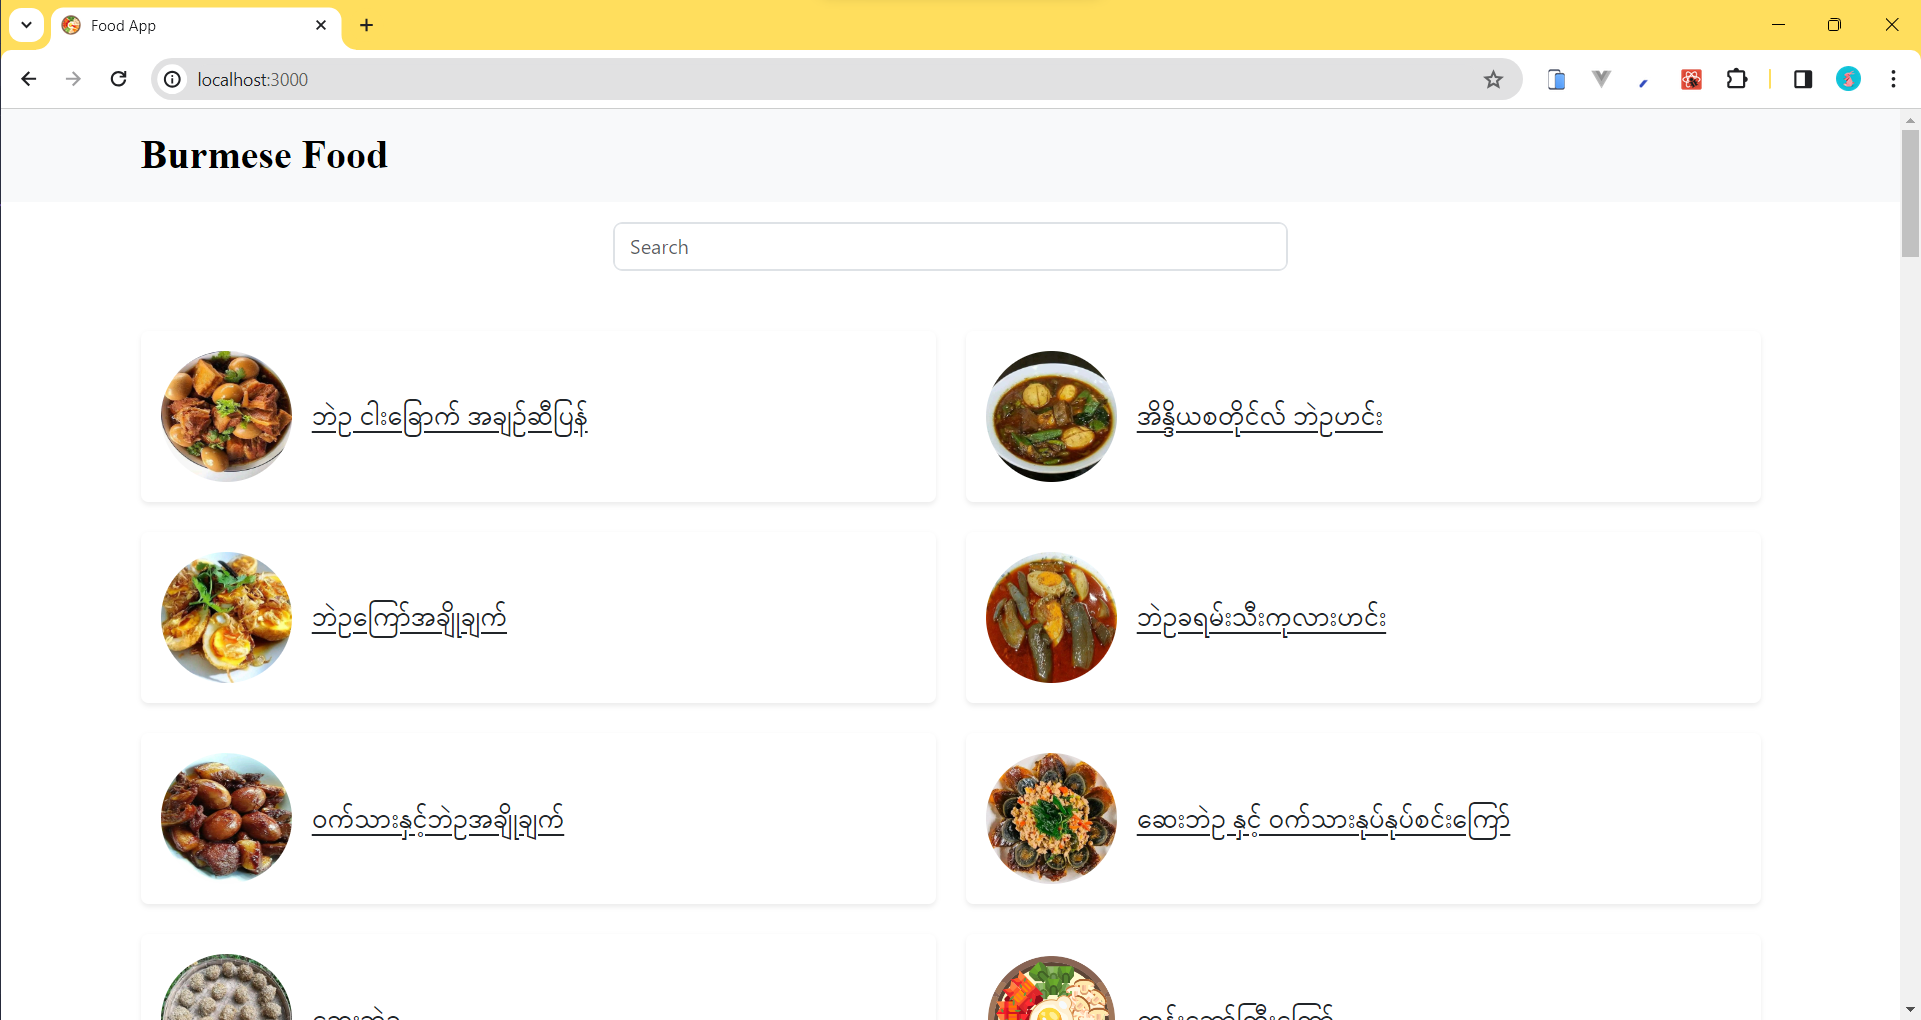 Food App
localhost:3000
Burmese Food
Search
ဘဲဥ ငါးခြောက် အချဉ်ဆီပြန်
အိန္ဒိယစတိုင်လ် ဘဲဥဟင်း
ဘဲဥကြော်အချိုချက်
ဘဲဥခရမ်းသီးကုလားဟင်း
ဝက်သားနှင့်ဘဲဥအချိုချက်
ဆေးဘဲဥ နှင့် ဝက်သားနုပ်နုပ်စင်းကြော်